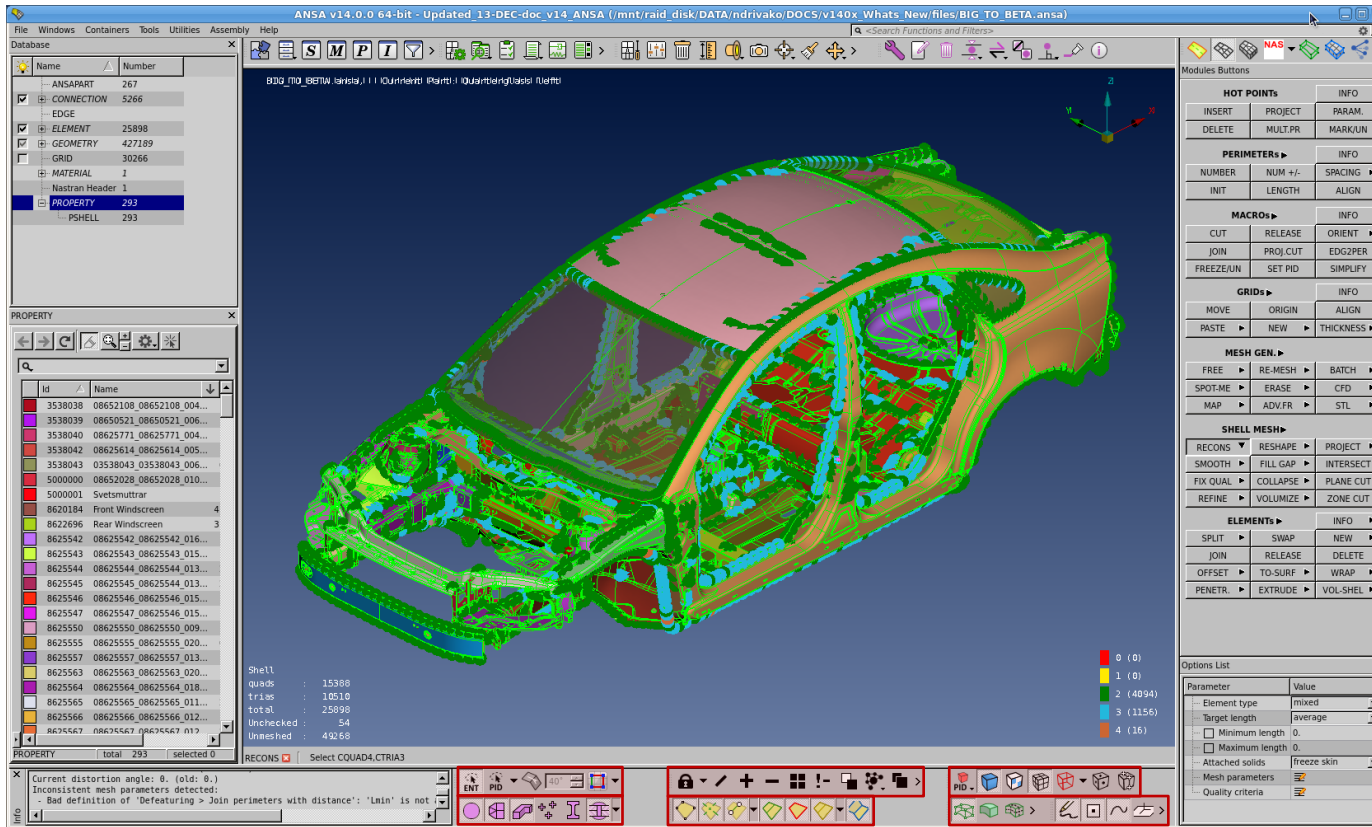 ANSA v14.0.0 64-bit - Updated_13-DEC-doc_v14_ANSA (/mnt/raid_disk/DATA/ndrivako/DOCS/v140x_Whats_New/files/BIG_TO_BETA.ansa)
File Windows Containers Tools Utilities Assembly Help
<Search Functions and Filters>
Database
Name Number
ANSAPART 267
CONNECTION 5266
EDGE
ELEMENT 25898
GEOMETRY 427189
GRID 30266
MATERIAL 1
Nastran Header 1
PROPERTY 293
PSHELL 293
PROPERTY
Id Name
3538038 08652108_08652108_004...
3538039 08650521_08650521_006...
3538040 08625771_08625771_004...
3538042 08625614_08625614_005...
3538043 03538043_03538043_006...
5000000 08652028_08652028_010...
5000001 Svetsmuttrar
8620184 Front Windscreen 4
8622696 Rear Windscreen 3
8625542 08625542_08625542_016...
8625543 08625543_08625543_015...
8625544 08625544_08625544_013...
8625545 08625545_08625544_013...
8625546 08625546_08625546_015...
8625547 08625547_08625546_015...
8625550 08625550_08625550_009...
8625555 08625555_08625555_020...
8625557 08625557_08625557_013...
8625563 08625563_08625563_020...
8625564 08625564_08625564_018...
8625565 08625565_08625565_011...
8625566 08625566_08625566_012...
8625567 08625567_08625567_012...
PROPERTY total 293 selected 0
S M P I
Shell
quads : 15388
trias : 10510
total : 25898
Unchecked : 54
Unmeshed : 49268
0 (0)
1 (0)
2 (4094)
3 (1156)
4 (16)
RECONS Select CQUAD4,CTRIA3
Info
Current distortion angle: 0. (old: 0.)
Inconsistent mesh parameters detected:
- Bad definition of 'Defeaturing > Join perimeters with distance': 'Lmin' is not
ENT PID 40°
PID
NAS
Modules Buttons
HOT POINTs INFO
INSERT PROJECT PARAM.
DELETE MULT.PR MARK/UN
PERIMETERs INFO
NUMBER NUM +/- SPACING
INIT LENGTH ALIGN
MACROs INFO
CUT RELEASE ORIENT
JOIN PROJ.CUT EDG2PER
FREEZE/UN SET PID SIMPLIFY
GRIDs INFO
MOVE ORIGIN ALIGN
PASTE NEW THICKNESS
MESH GEN.
FREE RE-MESH BATCH
SPOT-ME ERASE CFD
MAP ADV.FR STL
SHELL MESH
RECONS RESHAPE PROJECT
SMOOTH FILL GAP INTERSECT
FIX QUAL COLLAPSE PLANE CUT
REFINE VOLUMIZE ZONE CUT
ELEMENTs INFO
SPLIT SWAP NEW
JOIN RELEASE DELETE
OFFSET TO-SURF WRAP
PENETR. EXTRUDE VOL-SHEL
Options List
Parameter Value
Element type mixed
Target length average
Minimum length 0.
Maximum length 0.
Attached solids freeze skin
Mesh parameters
Quality criteria